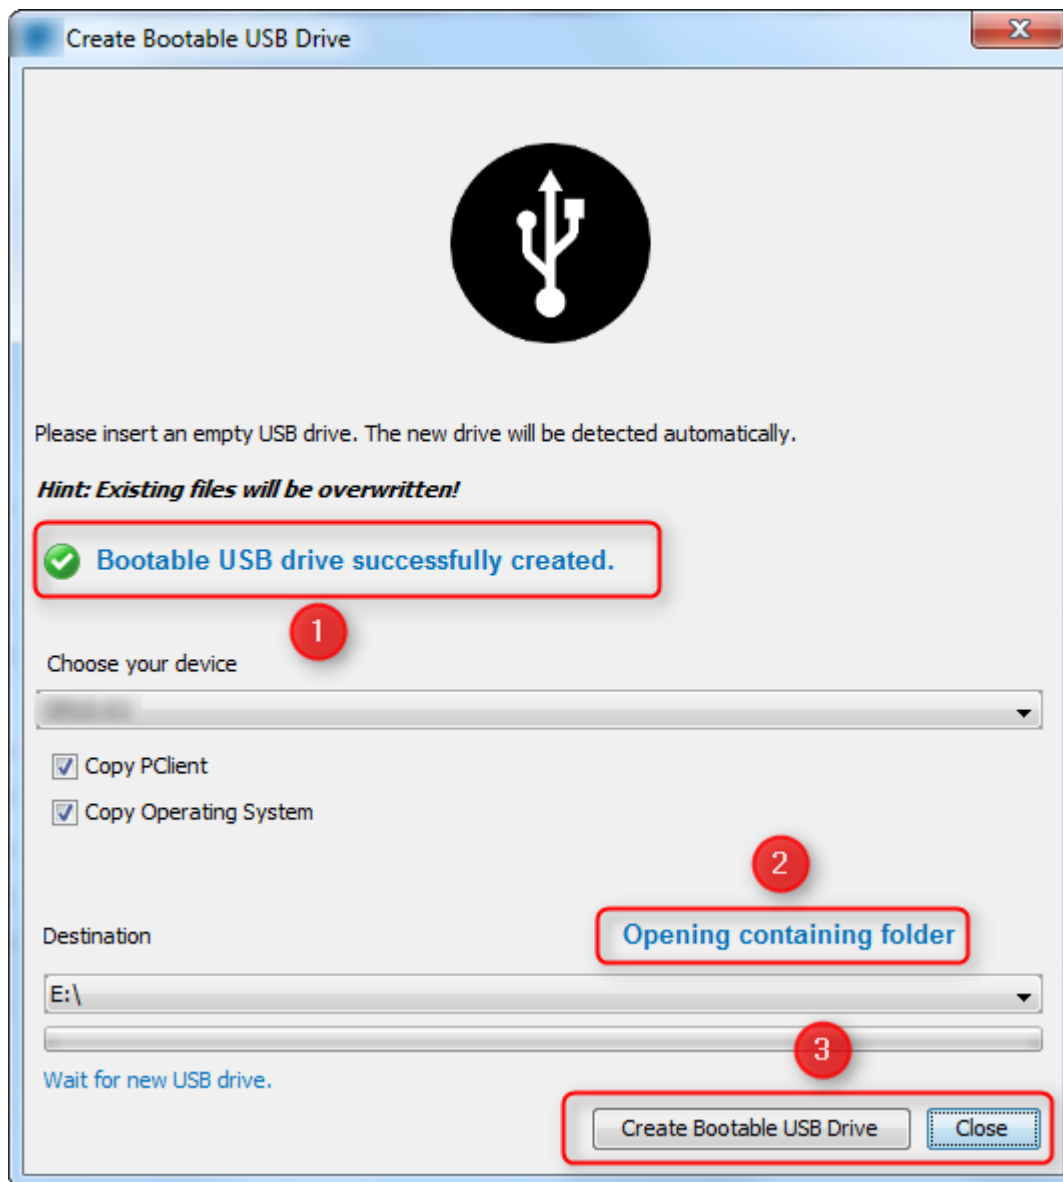 Create Bootable USB Drive
Please insert an empty USB drive. The new drive will be detected automatically.
Hint: Existing files will be overwritten!
Bootable USB drive successfully created.
1
Choose your device
Copy PClient
Copy Operating System
2
Destination
Opening containing folder
E:\
3
Wait for new USB drive.
Create Bootable USB Drive
Close